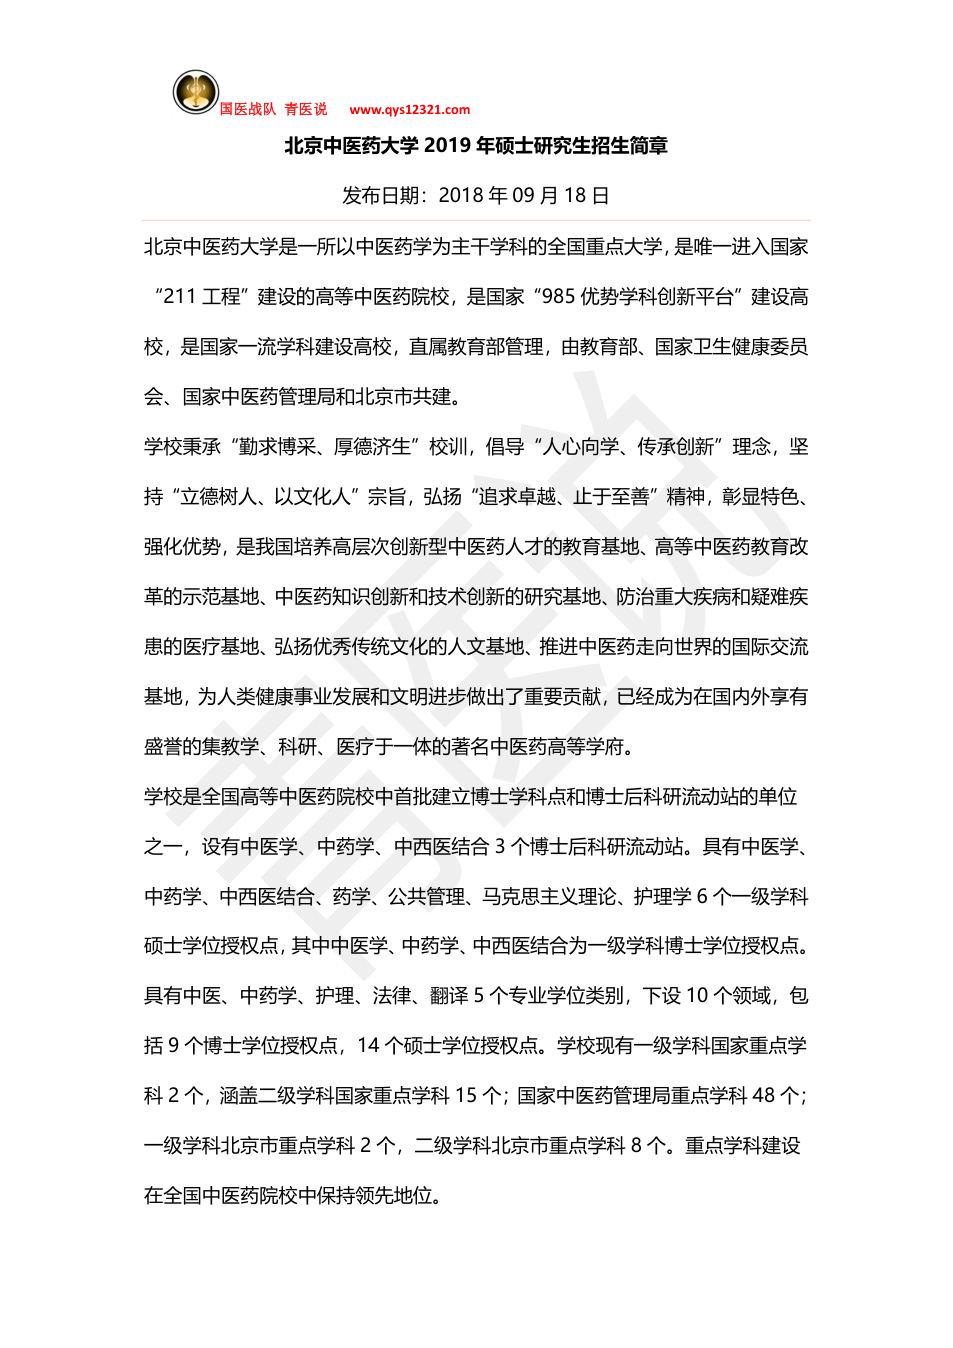 国医战队 青医说 www.qys12321.com
北京中医药大学 2019 年硕士研究生招生简章
发布日期：2018 年 09 月 18 日
北京中医药大学是一所以中医药学为主干学科的全国重点大学，是唯一进入国家
“211 工程”建设的高等中医药院校，是国家“985 优势学科创新平台”建设高
校，是国家一流学科建设高校，直属教育部管理，由教育部、国家卫生健康委员
会、国家中医药管理局和北京市共建。
学校秉承“勤求博采、厚德济生”校训，倡导“人心向学、传承创新”理念，坚
持“立德树人、以文化人”宗旨，弘扬“追求卓越、止于至善”精神，彰显特色、
强化优势，是我国培养高层次创新型中医药人才的教育基地、高等中医药教育改
革的示范基地、中医药知识创新和技术创新的研究基地、防治重大疾病和疑难疾
患的医疗基地、弘扬优秀传统文化的人文基地、推进中医药走向世界的国际交流
基地，为人类健康事业发展和文明进步做出了重要贡献，已经成为在国内外享有
盛誉的集教学、科研、医疗于一体的著名中医药高等学府。
学校是全国高等中医药院校中首批建立博士学科点和博士后科研流动站的单位
之一，设有中医学、中药学、中西医结合 3 个博士后科研流动站。具有中医学、
中药学、中西医结合、药学、公共管理、马克思主义理论、护理学 6 个一级学科
硕士学位授权点，其中中医学、中药学、中西医结合为一级学科博士学位授权点。
具有中医、中药学、护理、法律、翻译 5 个专业学位类别，下设 10 个领域，包
括 9 个博士学位授权点，14 个硕士学位授权点。学校现有一级学科国家重点学
科 2 个，涵盖二级学科国家重点学科 15 个；国家中医药管理局重点学科 48 个；
一级学科北京市重点学科 2 个，二级学科北京市重点学科 8 个。重点学科建设
在全国中医药院校中保持领先地位。
青医说